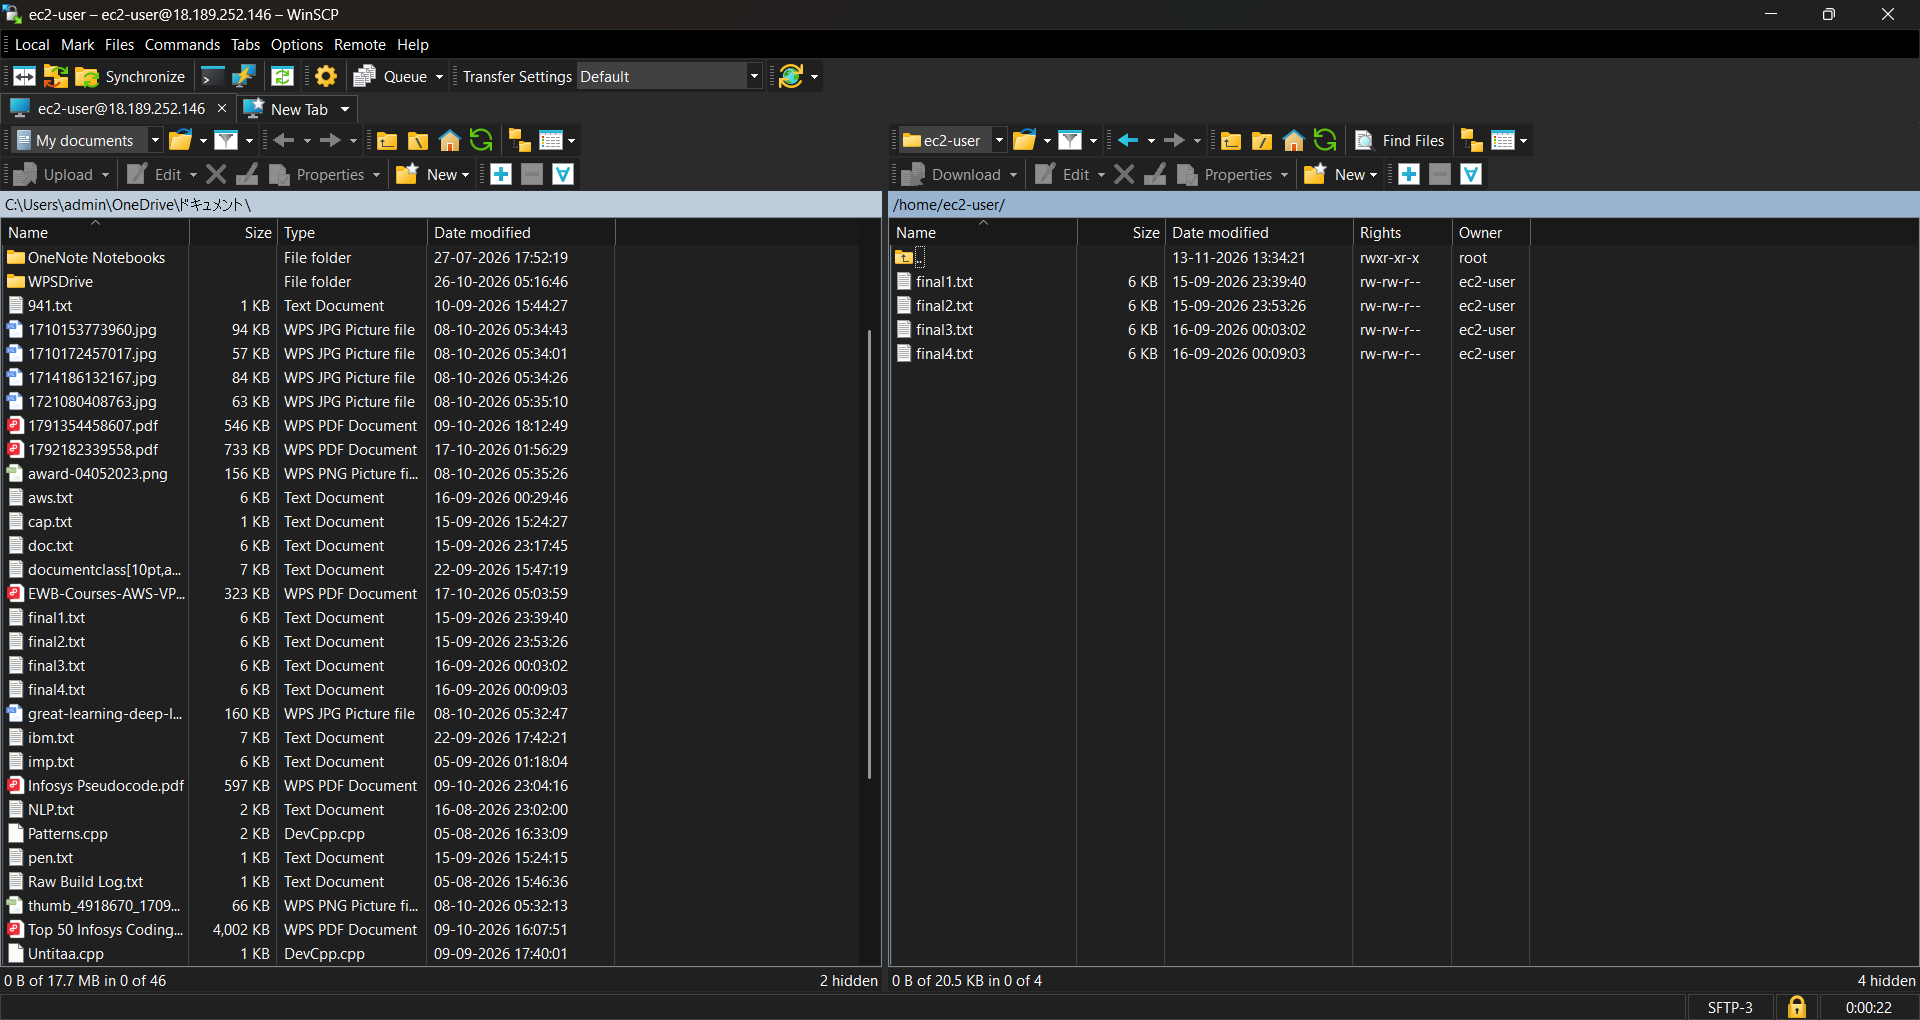 ec2-user – ec2-user@18.189.252.146 – WinSCP
Local Mark Files Commands Tabs Options Remote Help
Synchronize Queue Transfer Settings Default
ec2-user@18.189.252.146 New Tab
My documents
Upload Edit Properties New
C:\Users\admin\OneDrive\ドキュメント\
Name Size Type Date modified
OneNote Notebooks File folder 27-07-2026 17:52:19
WPSDrive File folder 26-10-2026 05:16:46
941.txt 1 KB Text Document 10-09-2026 15:44:27
1710153773960.jpg 94 KB WPS JPG Picture file 08-10-2026 05:34:43
1710172457017.jpg 57 KB WPS JPG Picture file 08-10-2026 05:34:01
1714186132167.jpg 84 KB WPS JPG Picture file 08-10-2026 05:34:26
1721080408763.jpg 63 KB WPS JPG Picture file 08-10-2026 05:35:10
1791354458607.pdf 546 KB WPS PDF Document 09-10-2026 18:12:49
1792182339558.pdf 733 KB WPS PDF Document 17-10-2026 01:56:29
award-04052023.png 156 KB WPS PNG Picture fi... 08-10-2026 05:35:26
aws.txt 6 KB Text Document 16-09-2026 00:29:46
cap.txt 1 KB Text Document 15-09-2026 15:24:27
doc.txt 6 KB Text Document 15-09-2026 23:17:45
documentclass[10pt,a... 7 KB Text Document 22-09-2026 15:47:19
EWB-Courses-AWS-VP... 323 KB WPS PDF Document 17-10-2026 05:03:59
final1.txt 6 KB Text Document 15-09-2026 23:39:40
final2.txt 6 KB Text Document 15-09-2026 23:53:26
final3.txt 6 KB Text Document 16-09-2026 00:03:02
final4.txt 6 KB Text Document 16-09-2026 00:09:03
great-learning-deep-l... 160 KB WPS JPG Picture file 08-10-2026 05:32:47
ibm.txt 7 KB Text Document 22-09-2026 17:42:21
imp.txt 6 KB Text Document 05-09-2026 01:18:04
Infosys Pseudocode.pdf 597 KB WPS PDF Document 09-10-2026 23:04:16
NLP.txt 2 KB Text Document 16-08-2026 23:02:00
Patterns.cpp 2 KB DevCpp.cpp 05-08-2026 16:33:09
pen.txt 1 KB Text Document 15-09-2026 15:24:15
Raw Build Log.txt 1 KB Text Document 05-08-2026 15:46:36
thumb_4918670_1709... 66 KB WPS PNG Picture fi... 08-10-2026 05:32:13
Top 50 Infosys Coding... 4,002 KB WPS PDF Document 09-10-2026 16:07:51
Untitaa.cpp 1 KB DevCpp.cpp 09-09-2026 17:40:01
0 B of 17.7 MB in 0 of 46 2 hidden
ec2-user Find Files
Download Edit Properties New
/home/ec2-user/
Name Size Date modified Rights Owner
.. 13-11-2026 13:34:21 rwxr-xr-x root
final1.txt 6 KB 15-09-2026 23:39:40 rw-rw-r-- ec2-user
final2.txt 6 KB 15-09-2026 23:53:26 rw-rw-r-- ec2-user
final3.txt 6 KB 16-09-2026 00:03:02 rw-rw-r-- ec2-user
final4.txt 6 KB 16-09-2026 00:09:03 rw-rw-r-- ec2-user
0 B of 20.5 KB in 0 of 4 4 hidden
SFTP-3 0:00:22